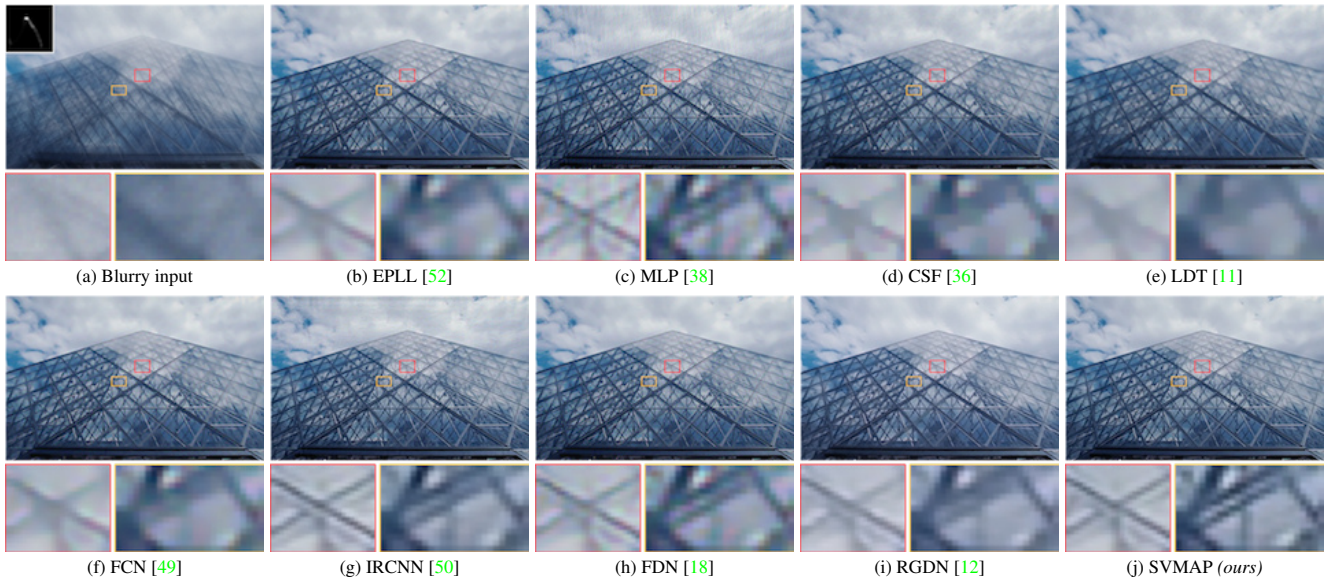 (a) Blurry input
(b) EPLL [52]
(c) MLP [38]
(d) CSF [36]
(e) LDT [11]
(f) FCN [49]
(g) IRCNN [50]
(h) FDN [18]
(i) RGDN [12]
(j) SVMAP (ours)